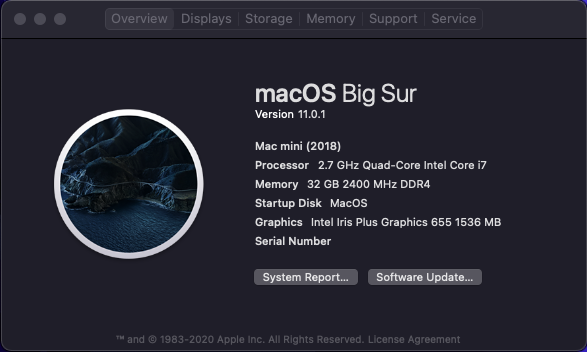 Overview Displays Storage Memory Support Service
macOS Big Sur
Version 11.0.1
Mac mini (2018)
Processor 2.7 GHz Quad-Core Intel Core i7
Memory 32 GB 2400 MHz DDR4
Startup Disk MacOS
Graphics Intel Iris Plus Graphics 655 1536 MB
Serial Number
System Report... Software Update...
™ and © 1983-2020 Apple Inc. All Rights Reserved. License Agreement